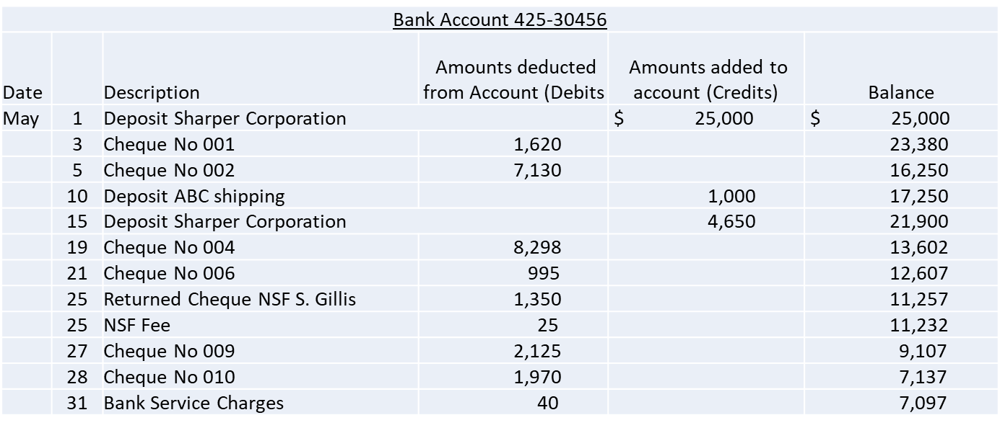 Bank Account 425-30456
Date Description Amounts deducted from Account (Debits Amounts added to account (Credits) Balance
May 1 Deposit Sharper Corporation $ 25,000 $ 25,000
3 Cheque No 001 1,620 23,380
5 Cheque No 002 7,130 16,250
10 Deposit ABC shipping 1,000 17,250
15 Deposit Sharper Corporation 4,650 21,900
19 Cheque No 004 8,298 13,602
21 Cheque No 006 995 12,607
25 Returned Cheque NSF S. Gillis 1,350 11,257
25 NSF Fee 25 11,232
27 Cheque No 009 2,125 9,107
28 Cheque No 010 1,970 7,137
31 Bank Service Charges 40 7,097